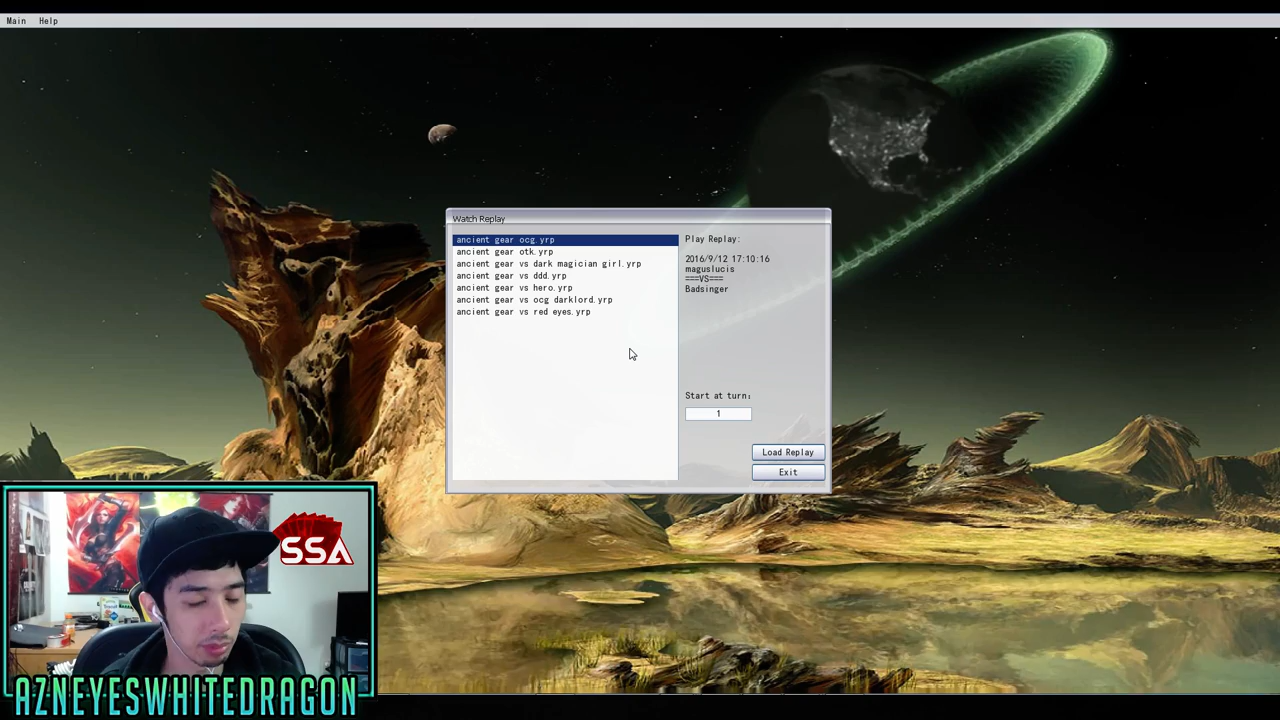 Main Help
Watch Replay
ancient gear ocg.yrp
ancient gear otk.yrp
ancient gear vs dark magician girl.yrp
ancient gear vs ddd.yrp
ancient gear vs hero.yrp
ancient gear vs ocg darklord.yrp
ancient gear vs red eyes.yrp
Play Replay:
2016/9/12 17:10:16
maguslucis
===VS===
Badsinger
Start at turn:
1
Load Replay
Exit
SSA
AZNEYESWHITEDRAGON